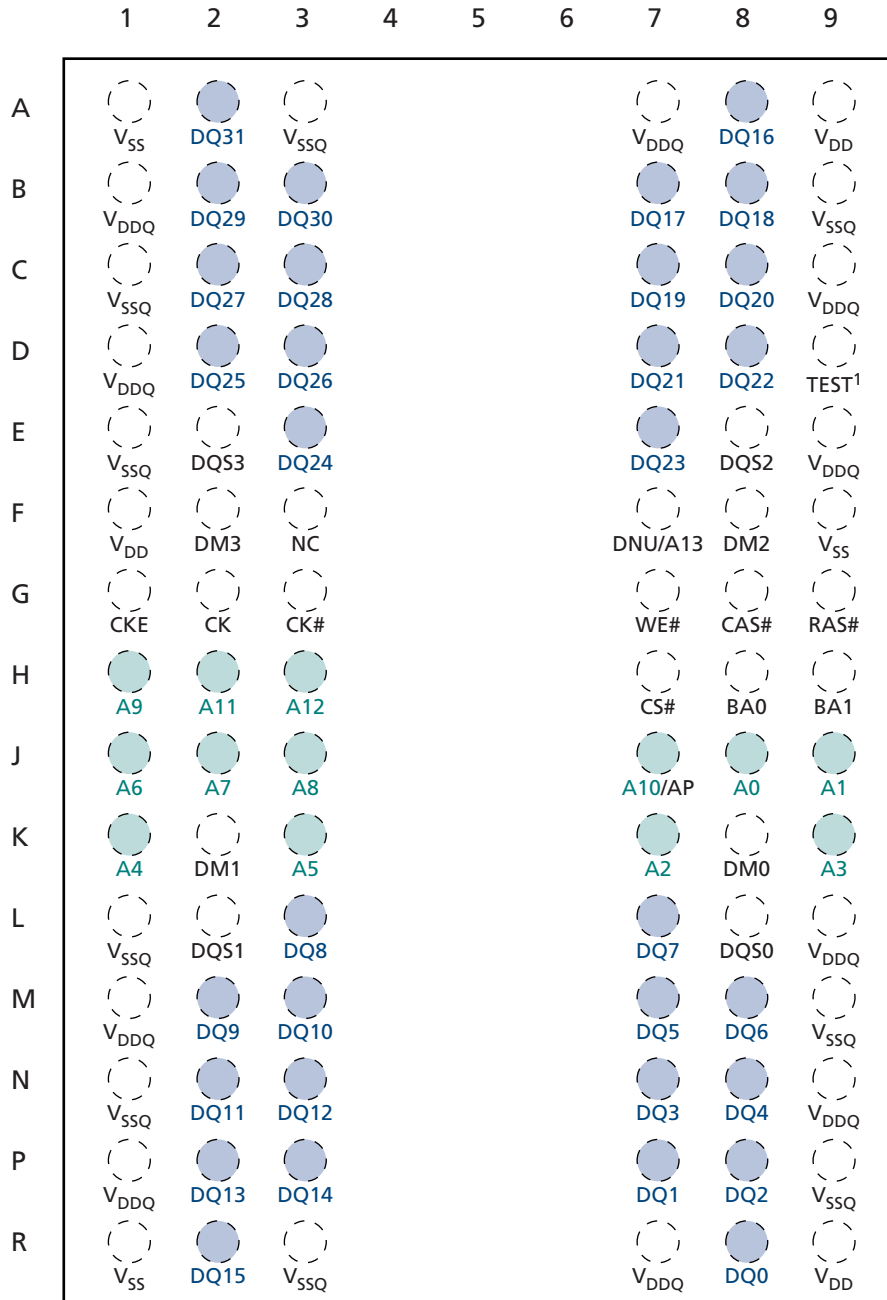 1 2 3 4 5 6 7 8 9
A
VSS DQ31 VSSQ VDDQ DQ16 VDD
B
VDDQ DQ29 DQ30 DQ17 DQ18 VSSQ
C
VSSQ DQ27 DQ28 DQ19 DQ20 VDDQ
D
VDDQ DQ25 DQ26 DQ21 DQ22 TEST1
E
VSSQ DQS3 DQ24 DQ23 DQS2 VDDQ
F
VDD DM3 NC DNU/A13 DM2 VSS
G
CKE CK CK# WE# CAS# RAS#
H
A9 A11 A12 CS# BA0 BA1
J
A6 A7 A8 A10/AP A0 A1
K
A4 DM1 A5 A2 DM0 A3
L
VSSQ DQS1 DQ8 DQ7 DQS0 VDDQ
M
VDDQ DQ9 DQ10 DQ5 DQ6 VSSQ
N
VSSQ DQ11 DQ12 DQ3 DQ4 VDDQ
P
VDDQ DQ13 DQ14 DQ1 DQ2 VSSQ
R
VSS DQ15 VSSQ VDDQ DQ0 VDD